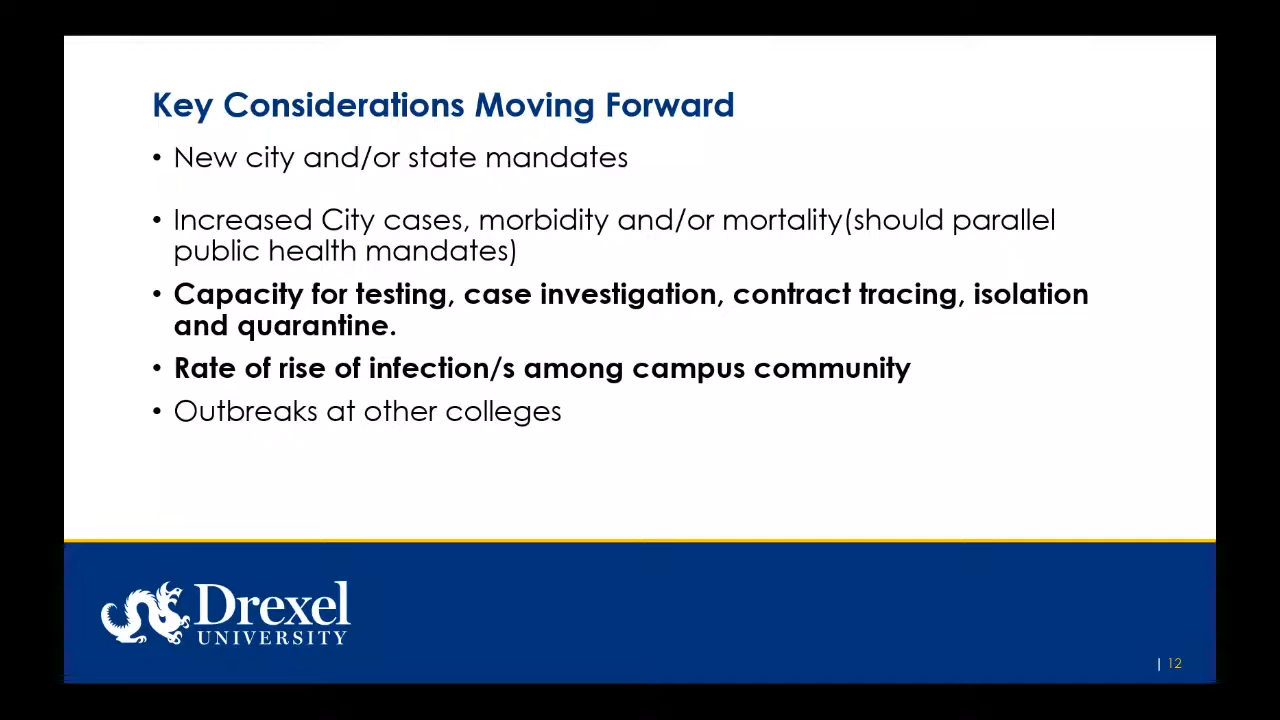 Key Considerations Moving Forward
• New city and/or state mandates
• Increased City cases, morbidity and/or mortality(should parallel
public health mandates)
• Capacity for testing, case investigation, contract tracing, isolation
and quarantine.
• Rate of rise of infection/s among campus community
• Outbreaks at other colleges
Drexel
UNIVERSITY
| 12